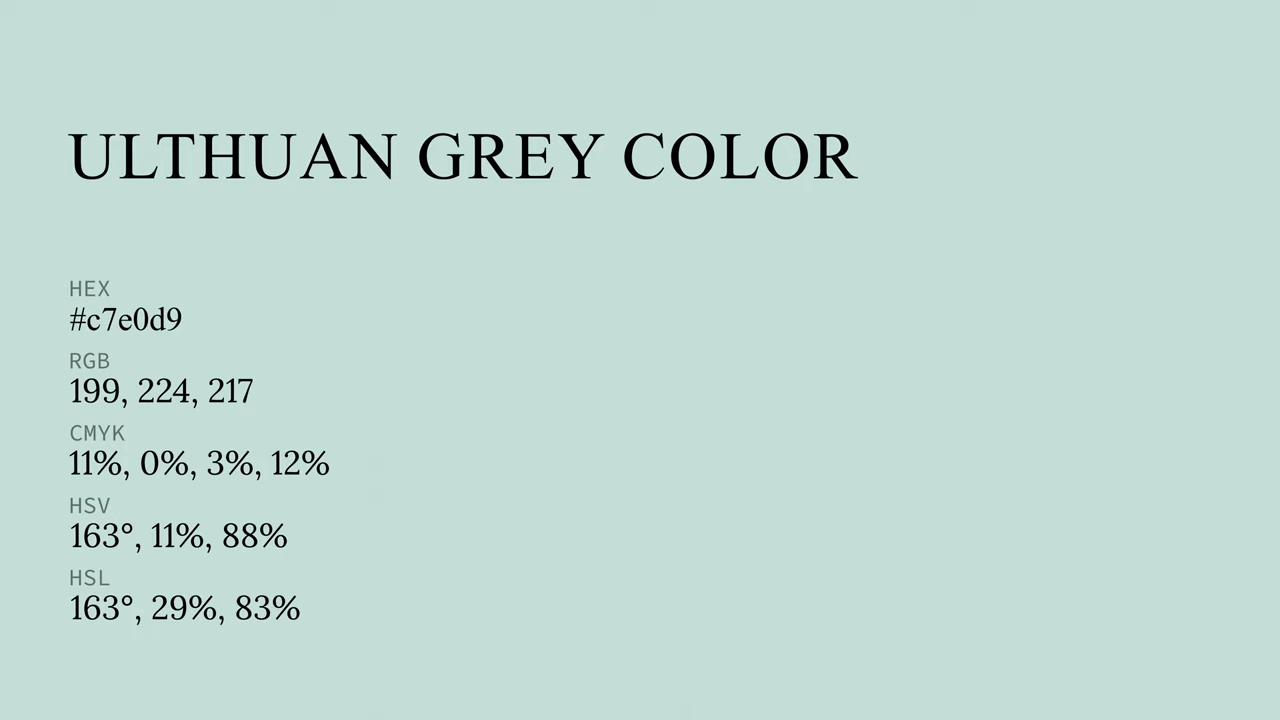 ULTHUAN GREY COLOR
HEX
#c7e0d9
RGB
199, 224, 217
CMYK
11%, 0%, 3%, 12%
HSV
163°, 11%, 88%
HSL
163°, 29%, 83%